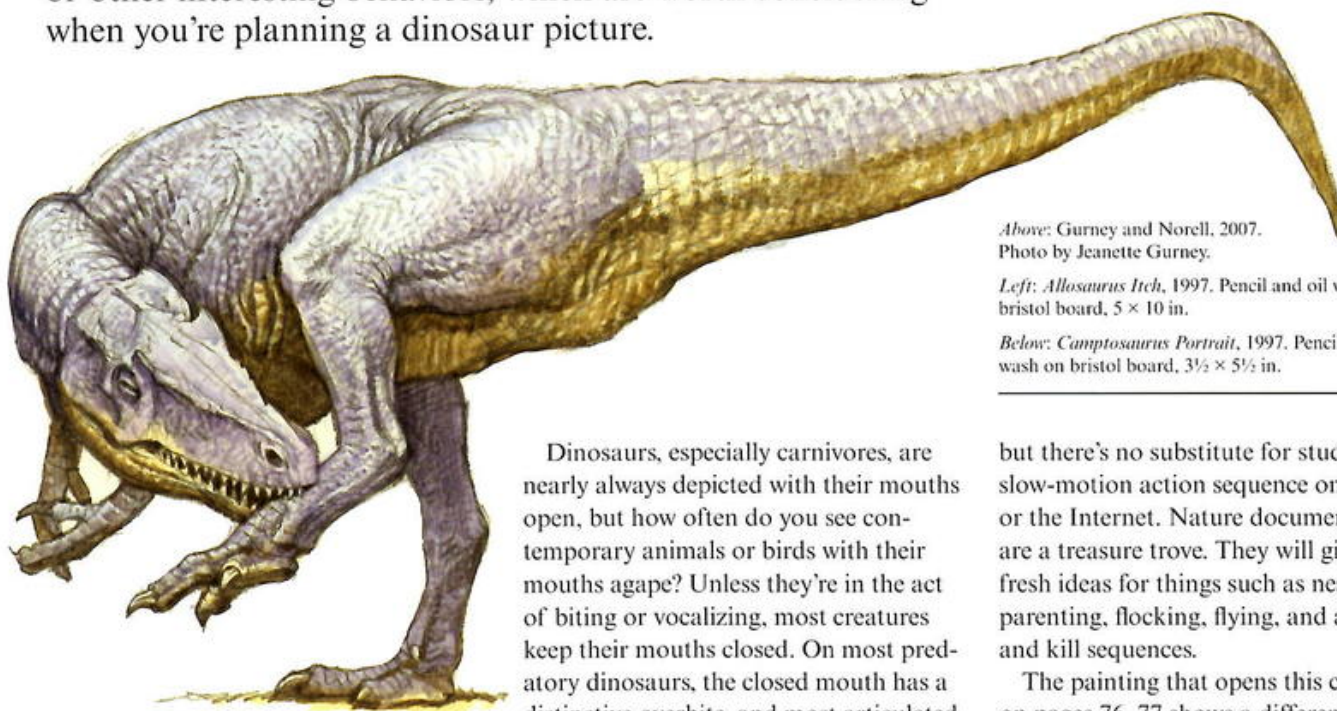 when you're planning a dinosaur picture.
Above: Gurney and Norell, 2007.
Photo by Jeanette Gurney.
Left: Allosaurus Itch, 1997. Pencil and oil
bristol board, 5 × 10 in.
Below: Camptosaurus Portrait, 1997.
wash on bristol board, 3½ × 5½ in.
Dinosaurs, especially carnivores, are
nearly always depicted with their mouths
open, but how often do you see con-
temporary animals or birds with their
mouths agape? Unless they're in the act
of biting or vocalizing, most creatures
keep their mouths closed. On most pred-
atory dinosaurs, the closed mouth has a
but there's no substitute for
slow-motion action sequence on
or the Internet. Nature
are a treasure trove. They will
fresh ideas for things such as
parenting, flocking, flying, and
and kill sequences.
The painting that opens this